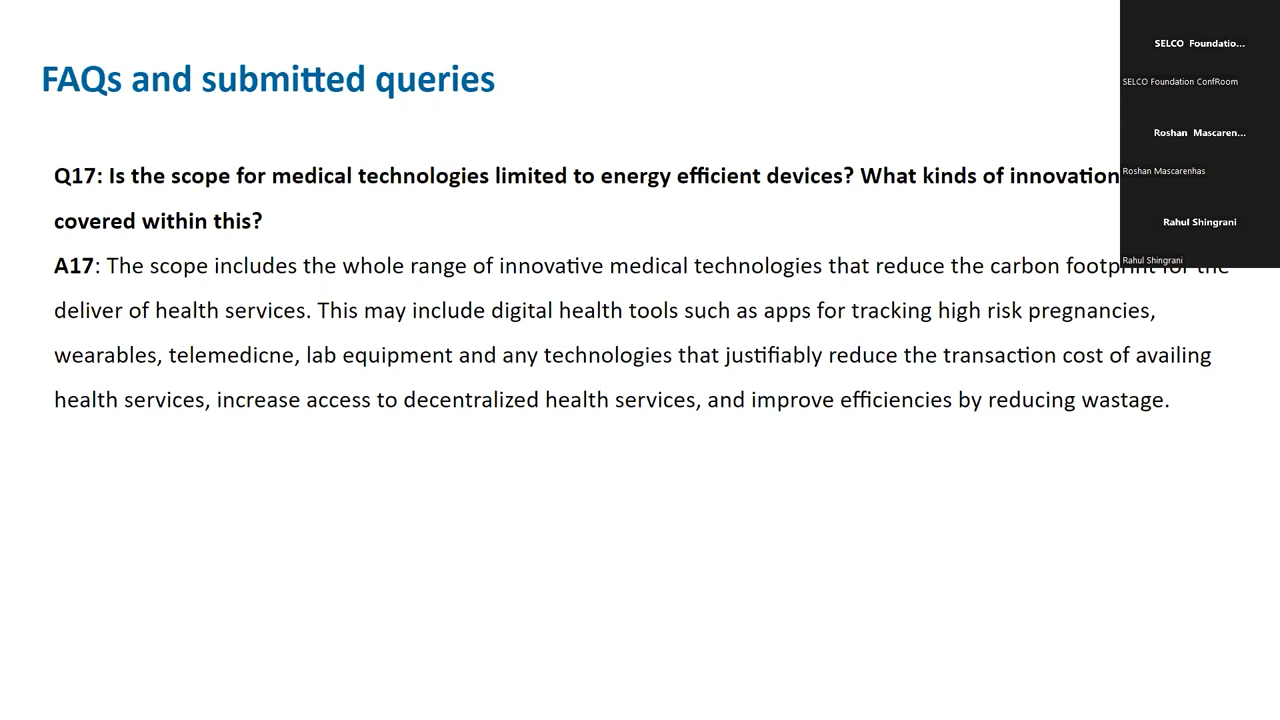 FAQs and submitted queries
Q17: Is the scope for medical technologies limited to energy efficient devices? What kinds of innovation
covered within this?
A17: The scope includes the whole range of innovative medical technologies that reduce the carbon footprint for the
deliver of health services. This may include digital health tools such as apps for tracking high risk pregnancies,
wearables, telemedicne, lab equipment and any technologies that justifiably reduce the transaction cost of availing
health services, increase access to decentralized health services, and improve efficiencies by reducing wastage.
SELCO Foundatio...
SELCO Foundation ConfRoom
Roshan Mascaren...
Roshan Mascarenhas
Rahul Shingrani
Rahul Shingrani